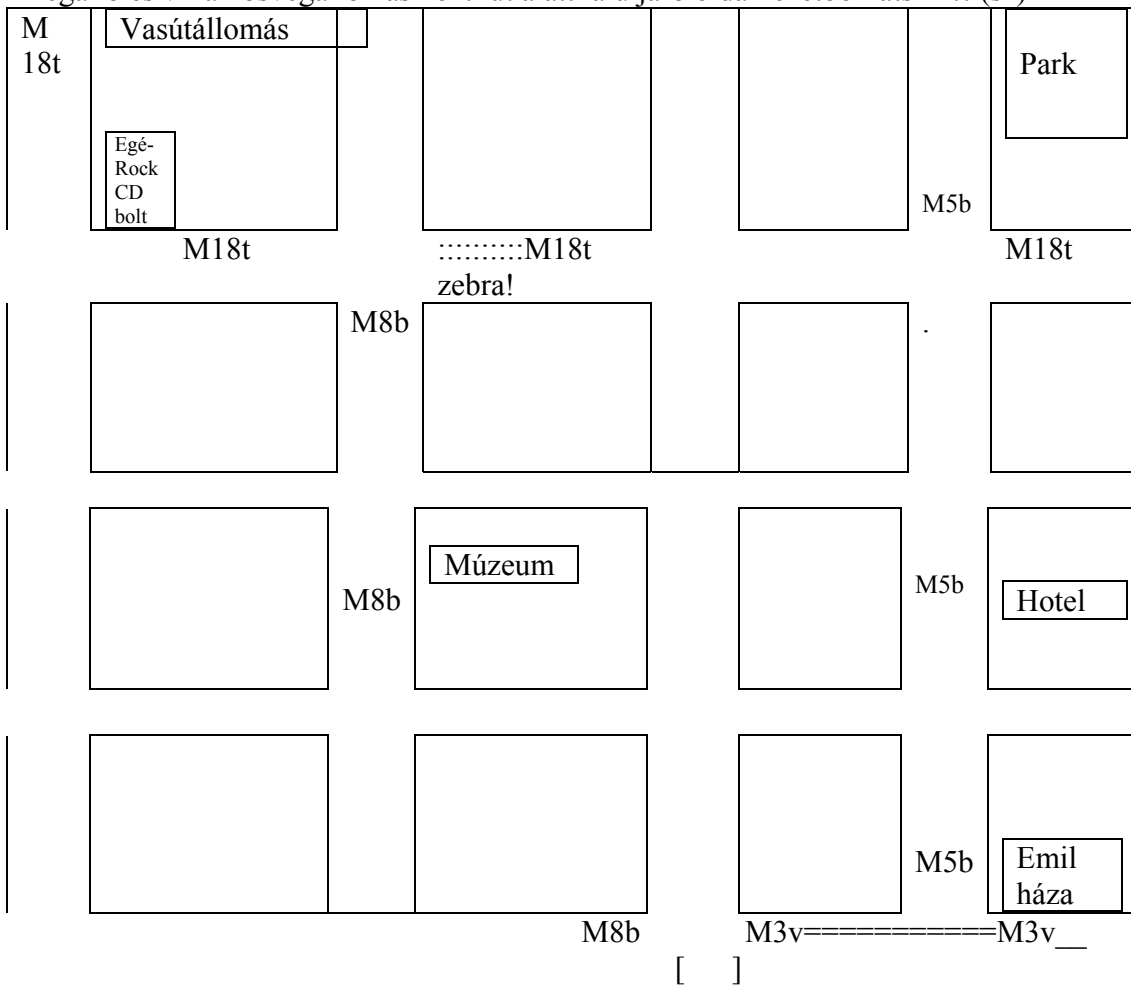 M Vasútállomás
18t Park
Egé-
Rock
CD
bolt M5b
M18t ::::::::::M18t M18t
zebra!
M8b .
Múzeum
M8b M5b Hotel
M5b Emil
háza
M8b M3v===========M3v__
[ ]